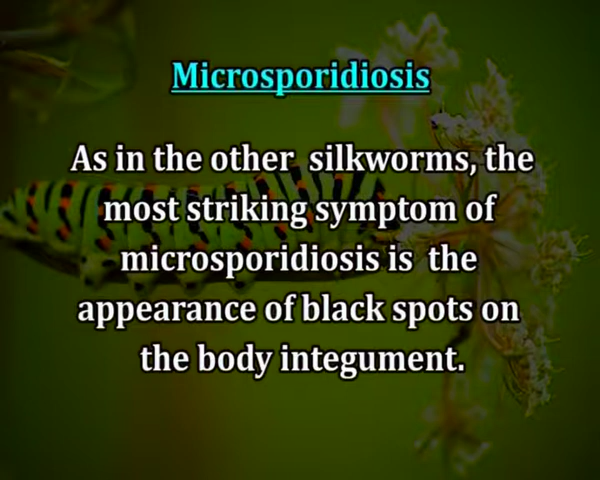 Microsporidiosis
As in the other silkworms, the
most striking symptom of
microsporidiosis is the
appearance of black spots on
the body integument.